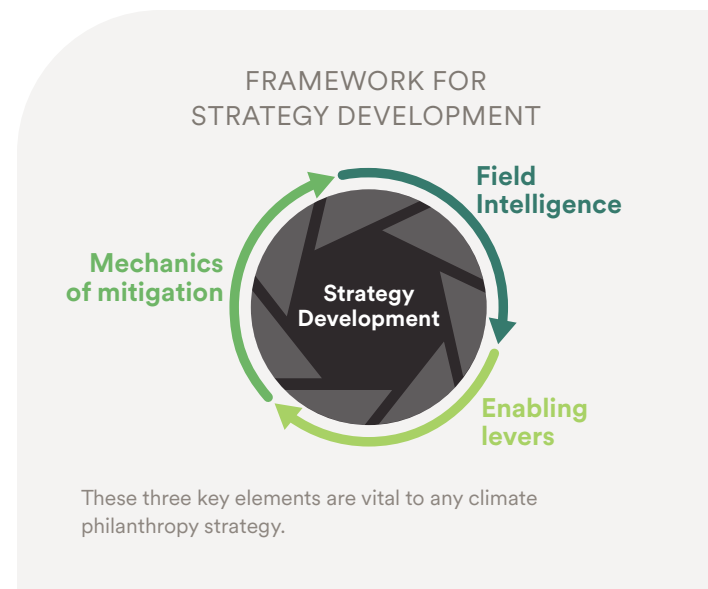 FRAMEWORK FOR
STRATEGY DEVELOPMENT
Field
Intelligence
Mechanics
of mitigation
Strategy
Development
Enabling
levers
These three key elements are vital to any climate
philanthropy strategy.